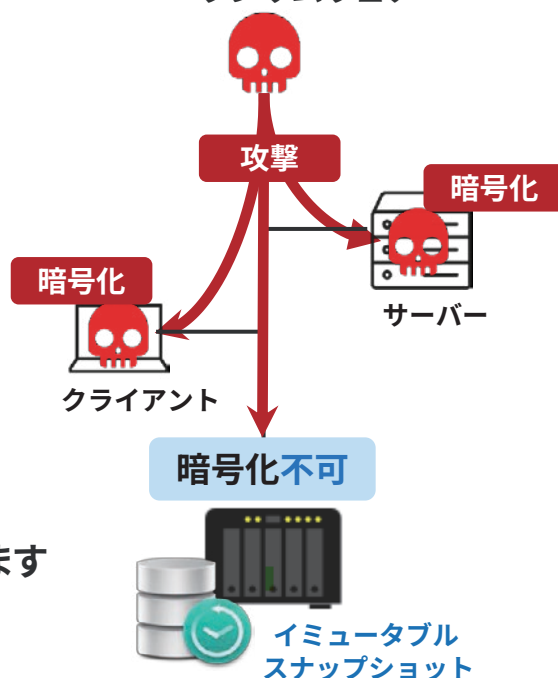 攻撃
暗号化
暗号化
サーバー
クライアント
暗号化不可
ます
イミュータブル
スナップショット